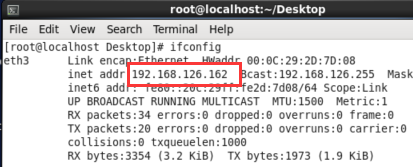 root@localhost:~/Desktop
File Edit View Search Terminal Help
[root@localhost Desktop]# ifconfig
eth3 Link encap:Ethernet HWaddr 00:0C:29:2D:7D:08
inet addr:192.168.126.162 Bcast:192.168.126.255 Mask
inet6 addr: fe80::20c:29ff:fe2d:7d08/64 Scope:Link
UP BROADCAST RUNNING MULTICAST MTU:1500 Metric:1
RX packets:34 errors:0 dropped:0 overruns:0 frame:0
TX packets:20 errors:0 dropped:0 overruns:0 carrier:0
collisions:0 txqueuelen:1000
RX bytes:3354 (3.2 KiB) TX bytes:1973 (1.9 KiB)